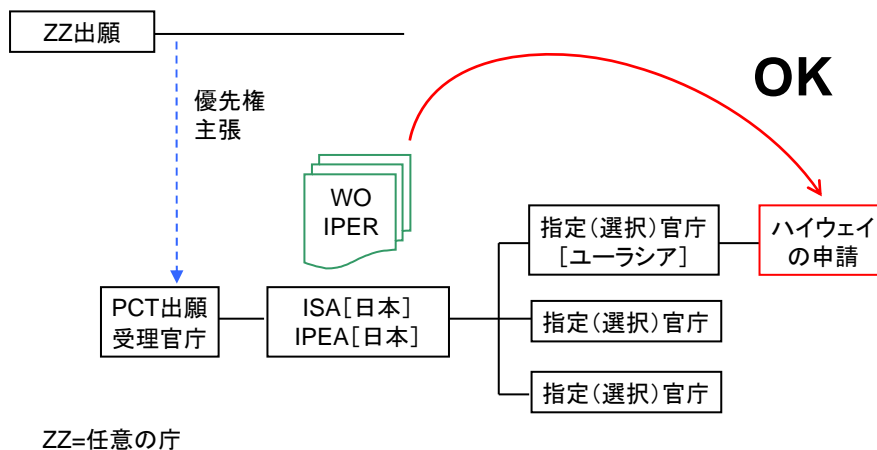 ZZ出願
優先権
主張
OK
WO
IPER
指定(選択)官庁
[ユーラシア]
ハイウェイ
の申請
PCT出願
受理官庁
ISA[日本]
IPEA[日本]
指定(選択)官庁
指定(選択)官庁
ZZ=任意の庁